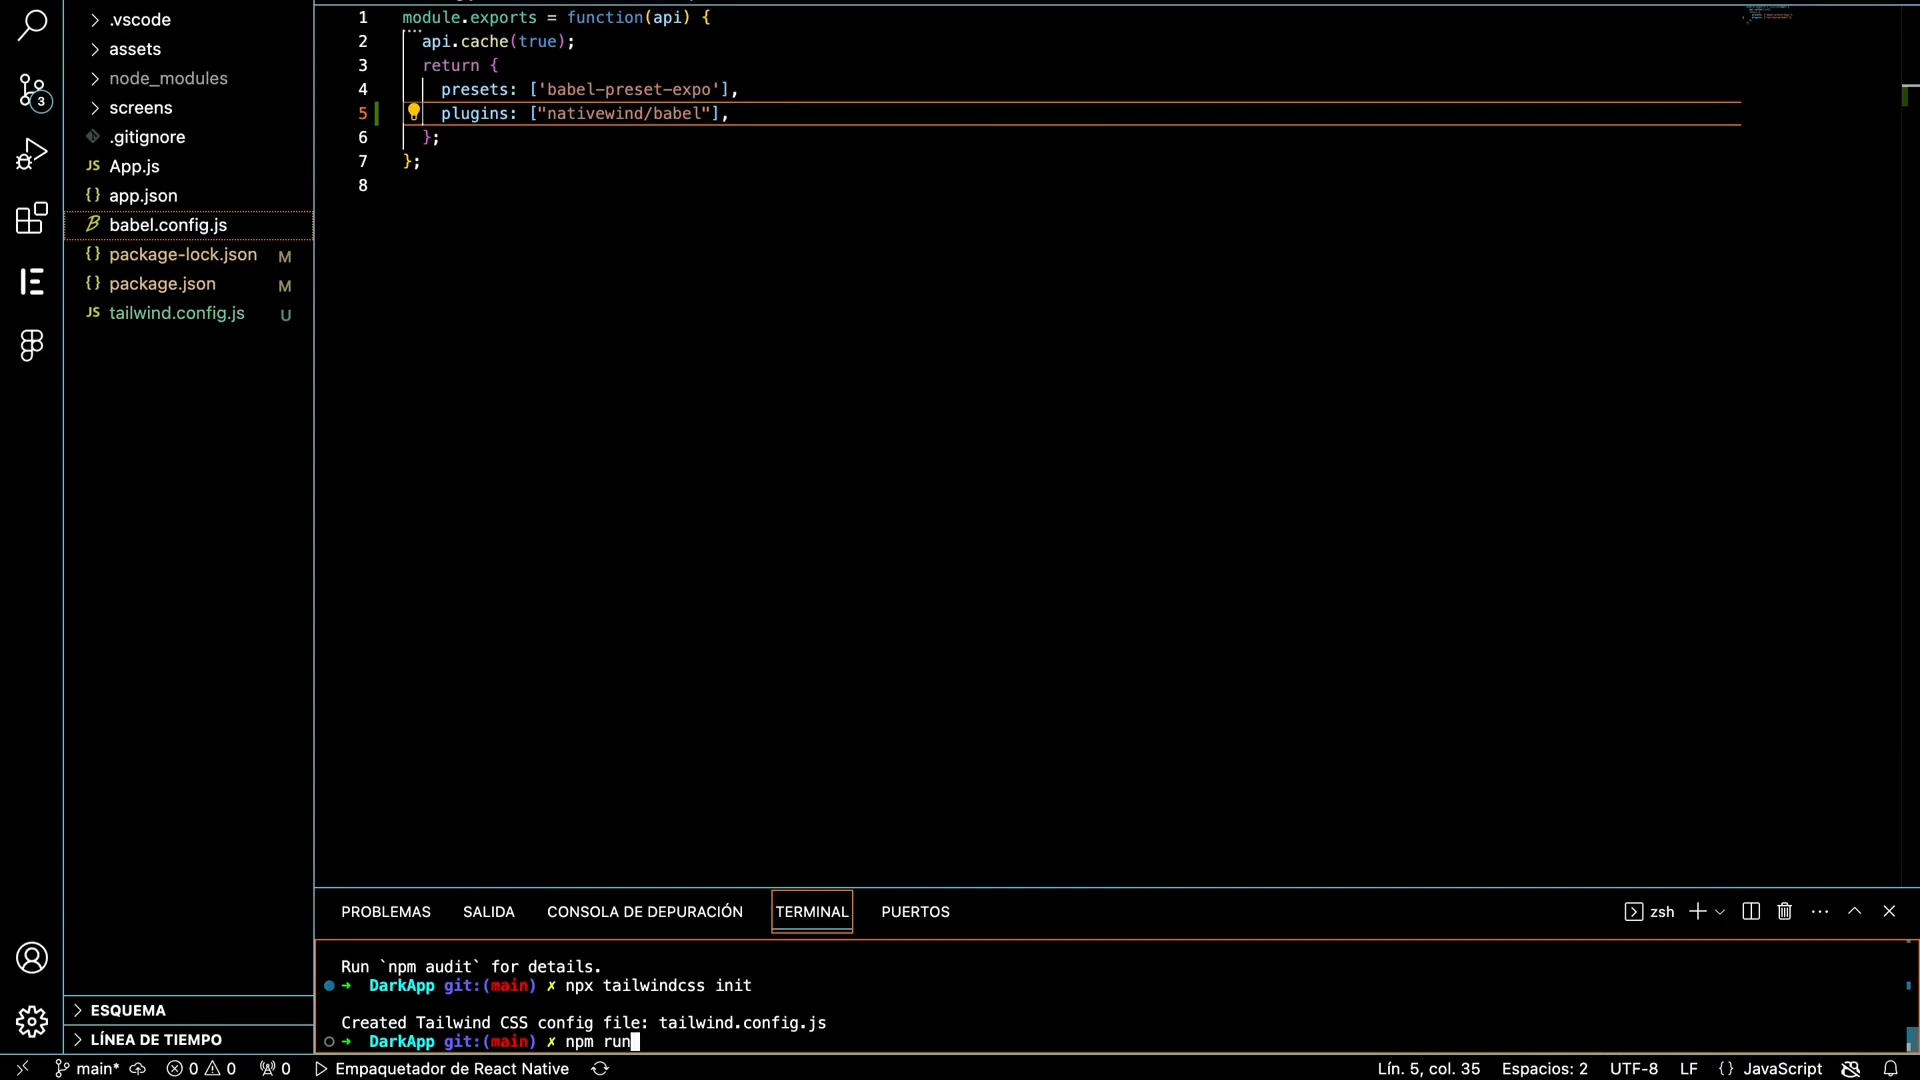 .vscode
assets
node_modules
screens
.gitignore
JS App.js
{} app.json
babel.config.js
{} package-lock.json M
{} package.json M
JS tailwind.config.js U
3
1 module.exports = function(api) {
2 api.cache(true);
3 return {
4 presets: ['babel-preset-expo'],
5 plugins: ["nativewind/babel"],
6 };
7 };
8
PROBLEMAS SALIDA CONSOLA DE DEPURACIÓN TERMINAL PUERTOS
zsh
Run `npm audit` for details.
➜ DarkApp git:(main) ✗ npx tailwindcss init
Created Tailwind CSS config file: tailwind.config.js
➜ DarkApp git:(main) ✗ npm run
ESQUEMA
LÍNEA DE TIEMPO
main* 0 0 0 Empaquetador de React Native Lín. 5, col. 35 Espacios: 2 UTF-8 LF {} JavaScript